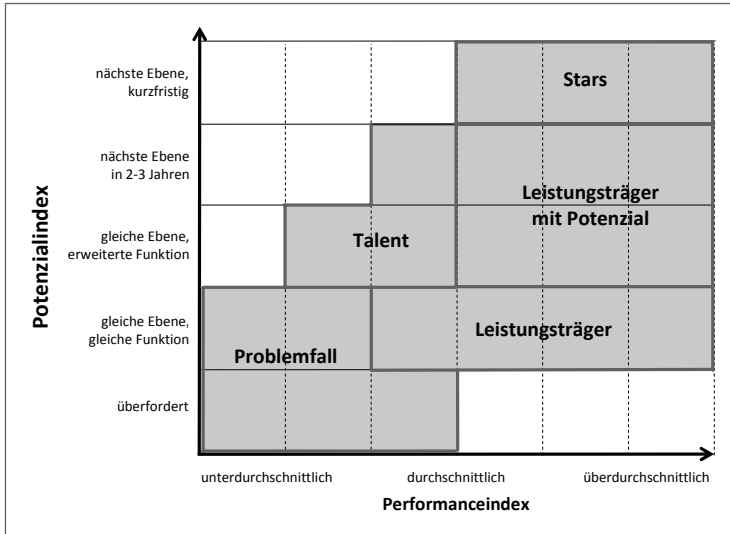 Potenzialindex
nächste Ebene,
kurzfristig
nächste Ebene
in 2-3 Jahren
gleiche Ebene,
erweiterte Funktion
gleiche Ebene,
gleiche Funktion
überfordert
Stars
Leistungsträger
mit Potenzial
Talent
Leistungsträger
Problemfall
unterdurchschnittlich durchschnittlich überdurchschnittlich
Performanceindex